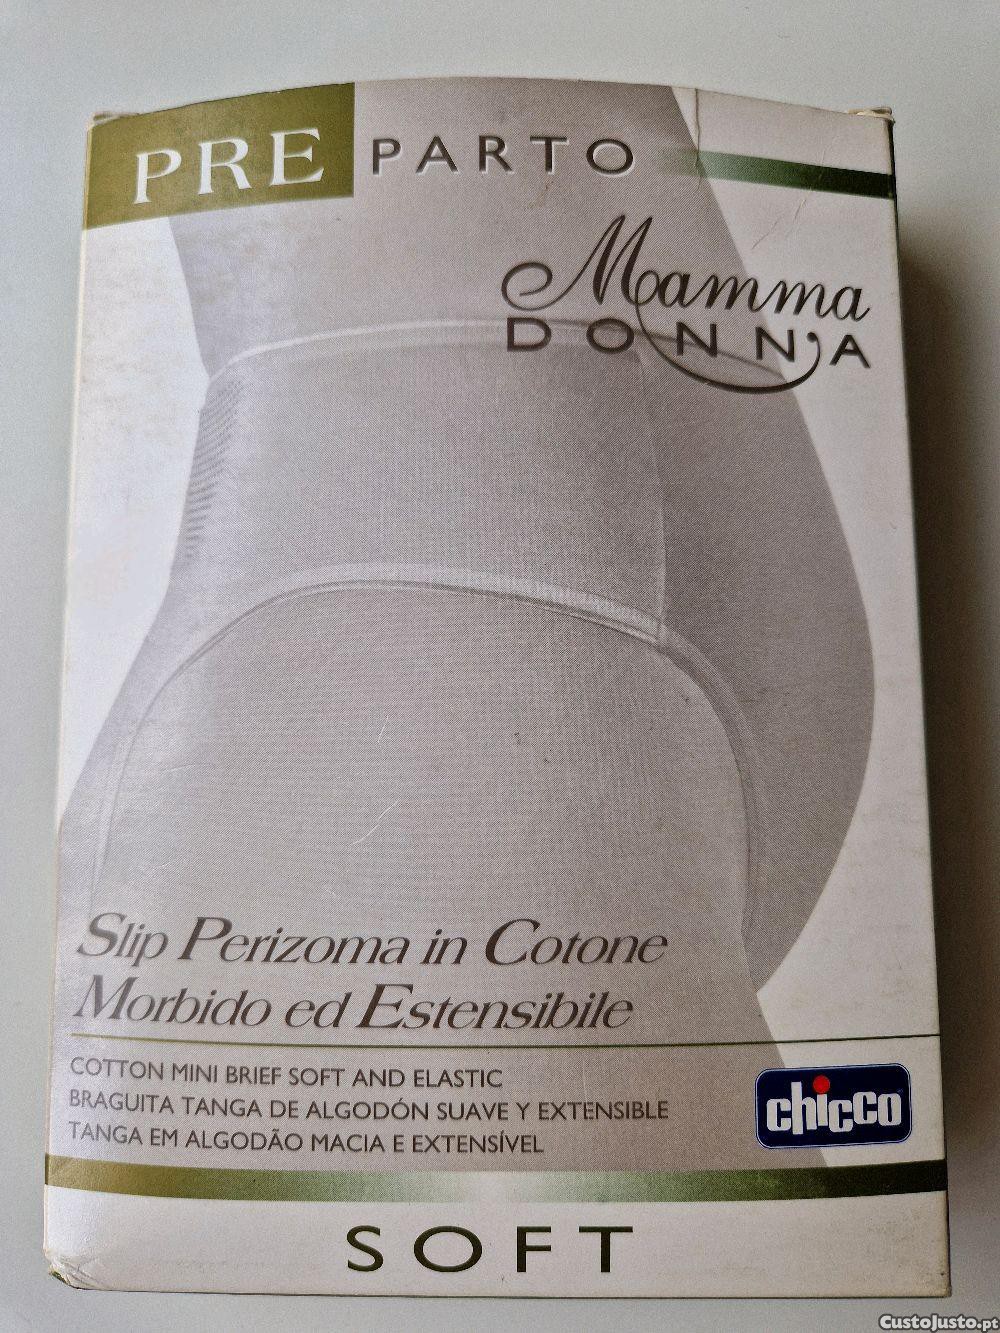 PRE PARTO
Mamma
DONNA
Slip Perizoma in Cotone
Morbido ed Estensibile
COTTON MINI BRIEF SOFT AND ELASTIC
BRAGUITA TANGA DE ALGODÓN SUAVE Y EXTENSIBLE
TANGA EM ALGODÃO MACIA E EXTENSÍVEL
chicco
SOFT
CustoJusto.pt